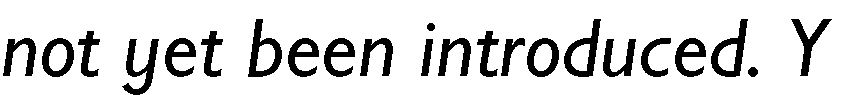 not yet been introduced. Y